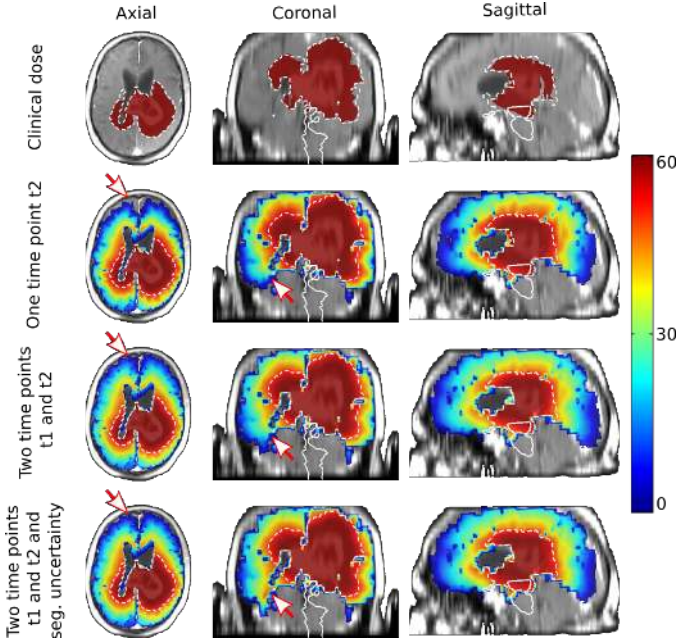 Axial Coronal Sagittal
Clinical dose
One time point t2
Two time points
t1 and t2
Two time points
t1 and t2 and
seg. uncertainty
60
30
0